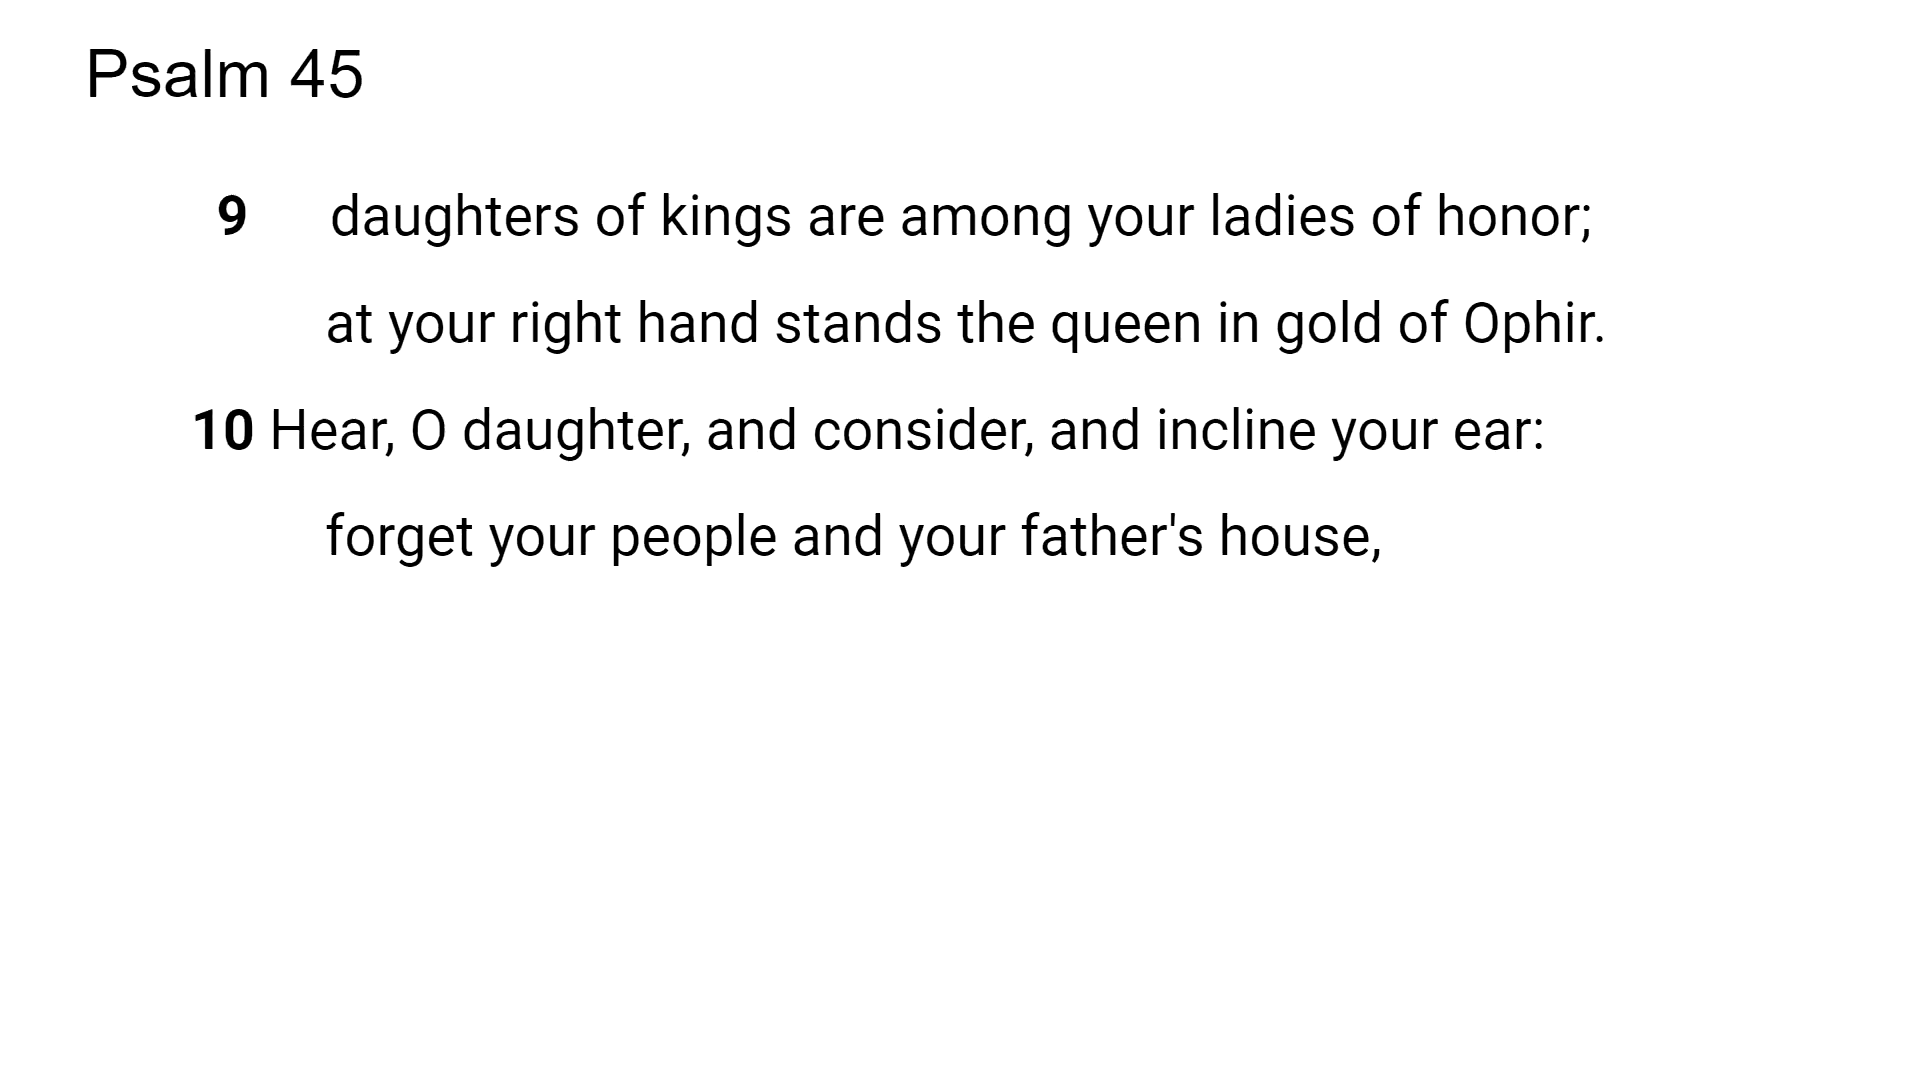 Psalm 45
9 daughters of kings are among your ladies of honor;
at your right hand stands the queen in gold of Ophir.
10 Hear, O daughter, and consider, and incline your ear:
forget your people and your father's house,